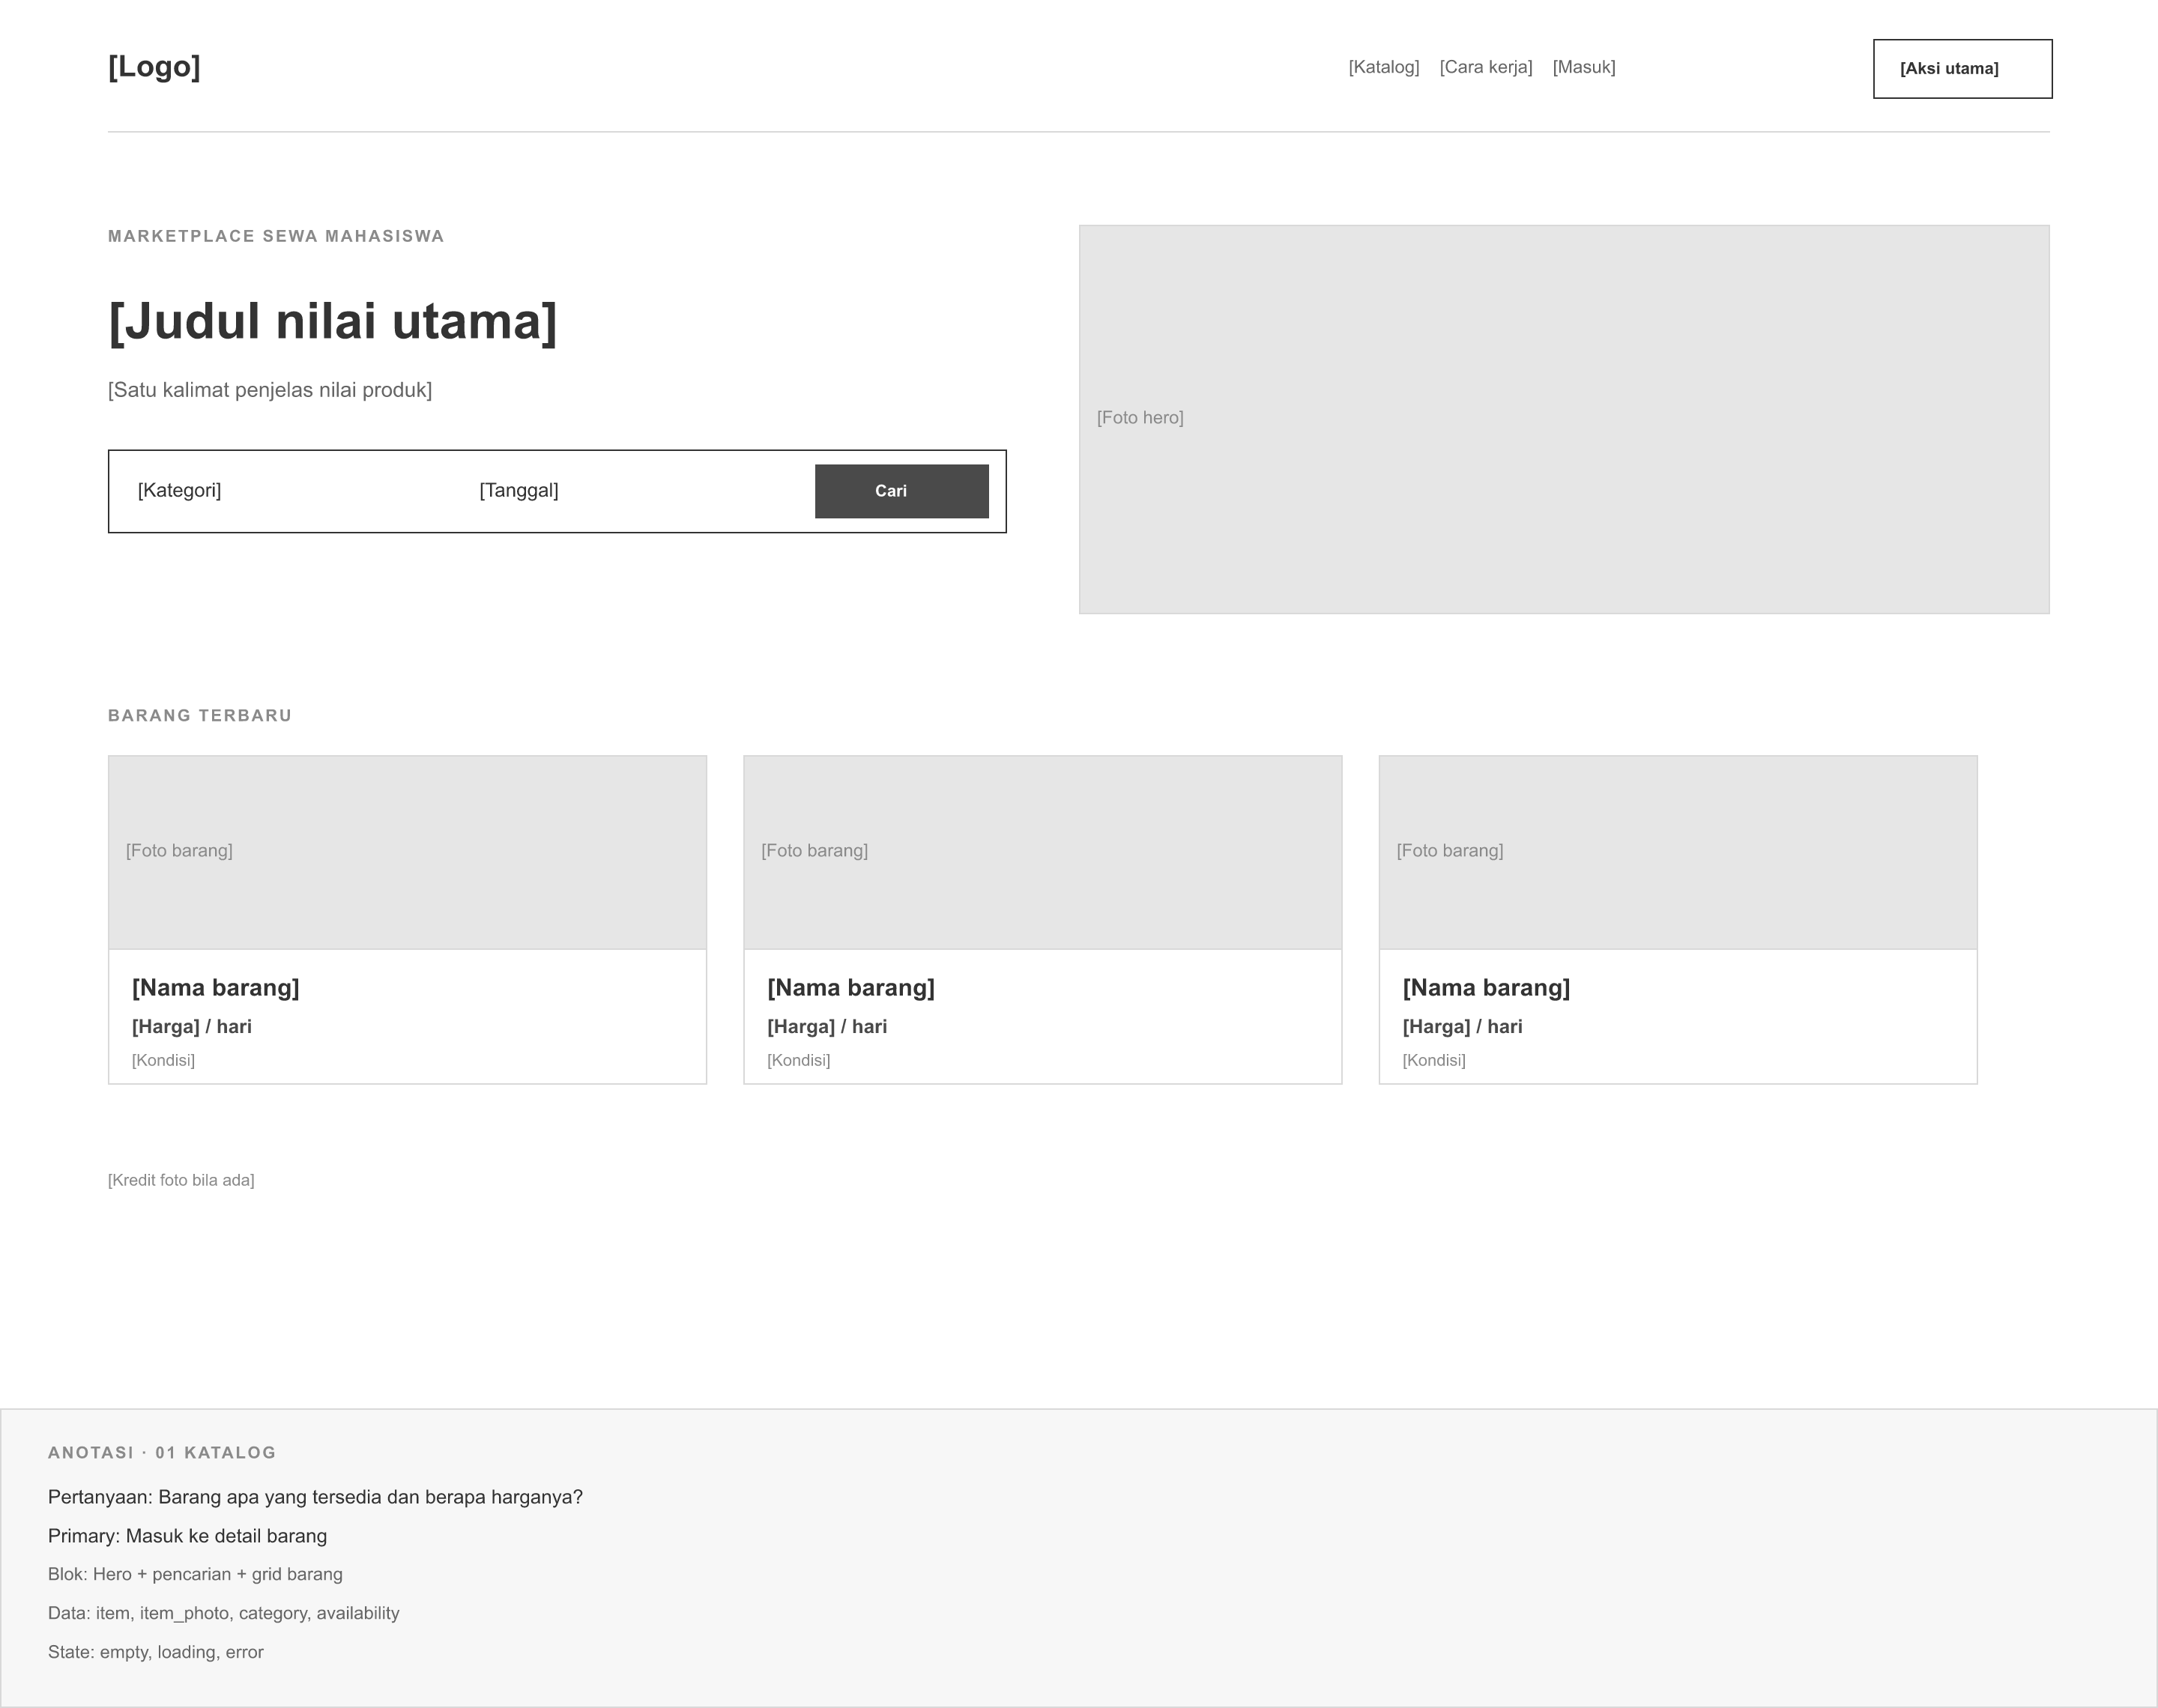 [Logo]
[Katalog] [Cara kerja] [Masuk]
[Aksi utama]
MARKETPLACE SEWA MAHASISWA
[Judul nilai utama]
[Satu kalimat penjelas nilai produk]
[Kategori]
[Tanggal]
Cari
[Foto hero]
BARANG TERBARU
[Foto barang]
[Nama barang]
[Harga] / hari
[Kondisi]
[Foto barang]
[Nama barang]
[Harga] / hari
[Kondisi]
[Foto barang]
[Nama barang]
[Harga] / hari
[Kondisi]
[Kredit foto bila ada]
ANOTASI · 01 KATALOG
Pertanyaan: Barang apa yang tersedia dan berapa harganya?
Primary: Masuk ke detail barang
Blok: Hero + pencarian + grid barang
Data: item, item_photo, category, availability
State: empty, loading, error